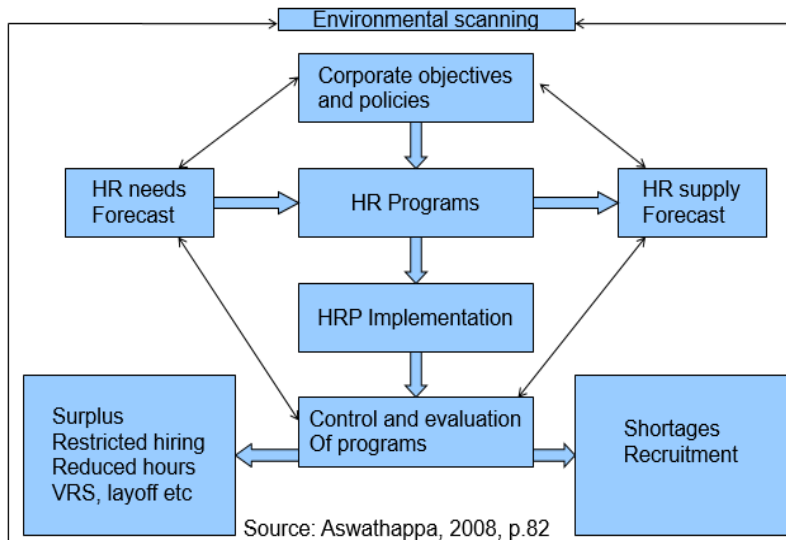 Environmental scanning
Corporate objectives
and policies
HR needs
Forecast
HR Programs
HR supply
Forecast
HRP Implementation
Surplus
Restricted hiring
Reduced hours
VRS, layoff etc
Control and evaluation
Of programs
Shortages
Recruitment
Source: Aswathappa, 2008, p.82